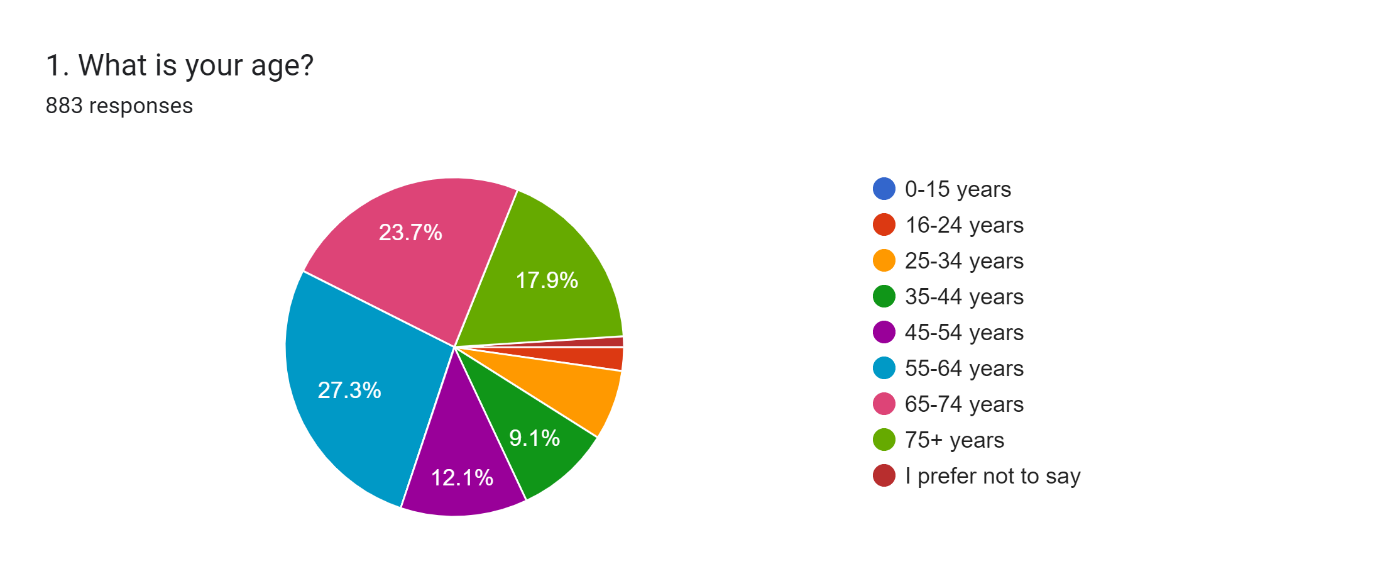 1. What is your age?
883 responses
23.7%
17.9%
27.3%
9.1%
12.1%
0-15 years
16-24 years
25-34 years
35-44 years
45-54 years
55-64 years
65-74 years
75+ years
I prefer not to say